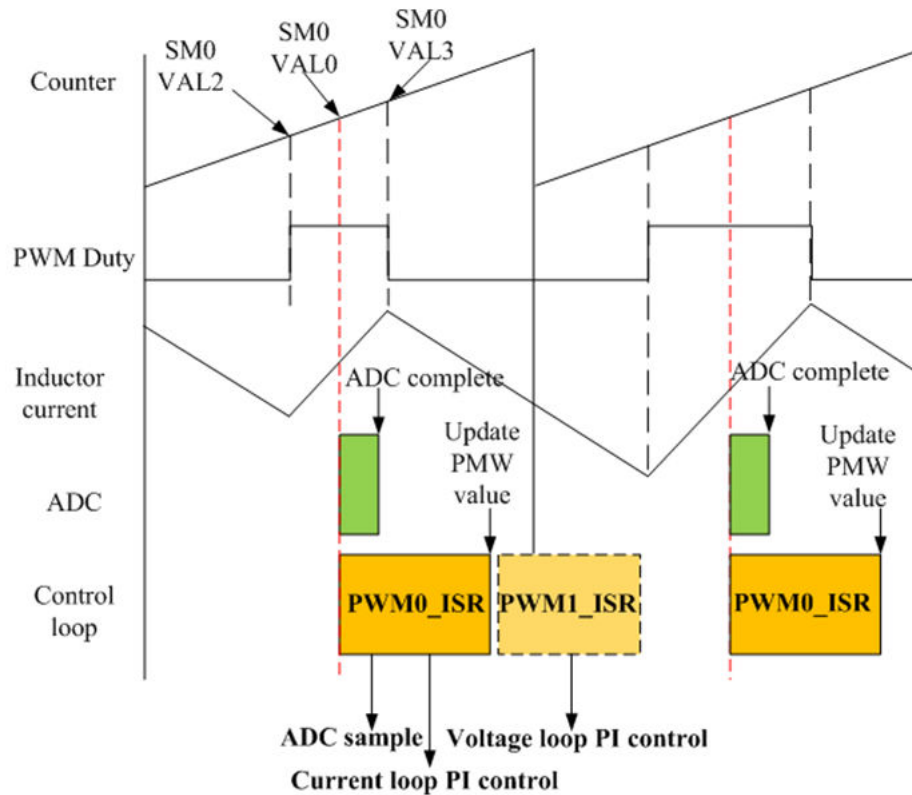 SM0
VAL2
SM0
VAL0
SM0
VAL3
Counter
PWM Duty
Inductor
current
ADC complete
ADC complete
Update
PMW
value
Update
PMW
value
ADC
Control
loop
PWM0_ISR
PWM1_ISR
PWM0_ISR
ADC sample
Voltage loop PI control
Current loop PI control